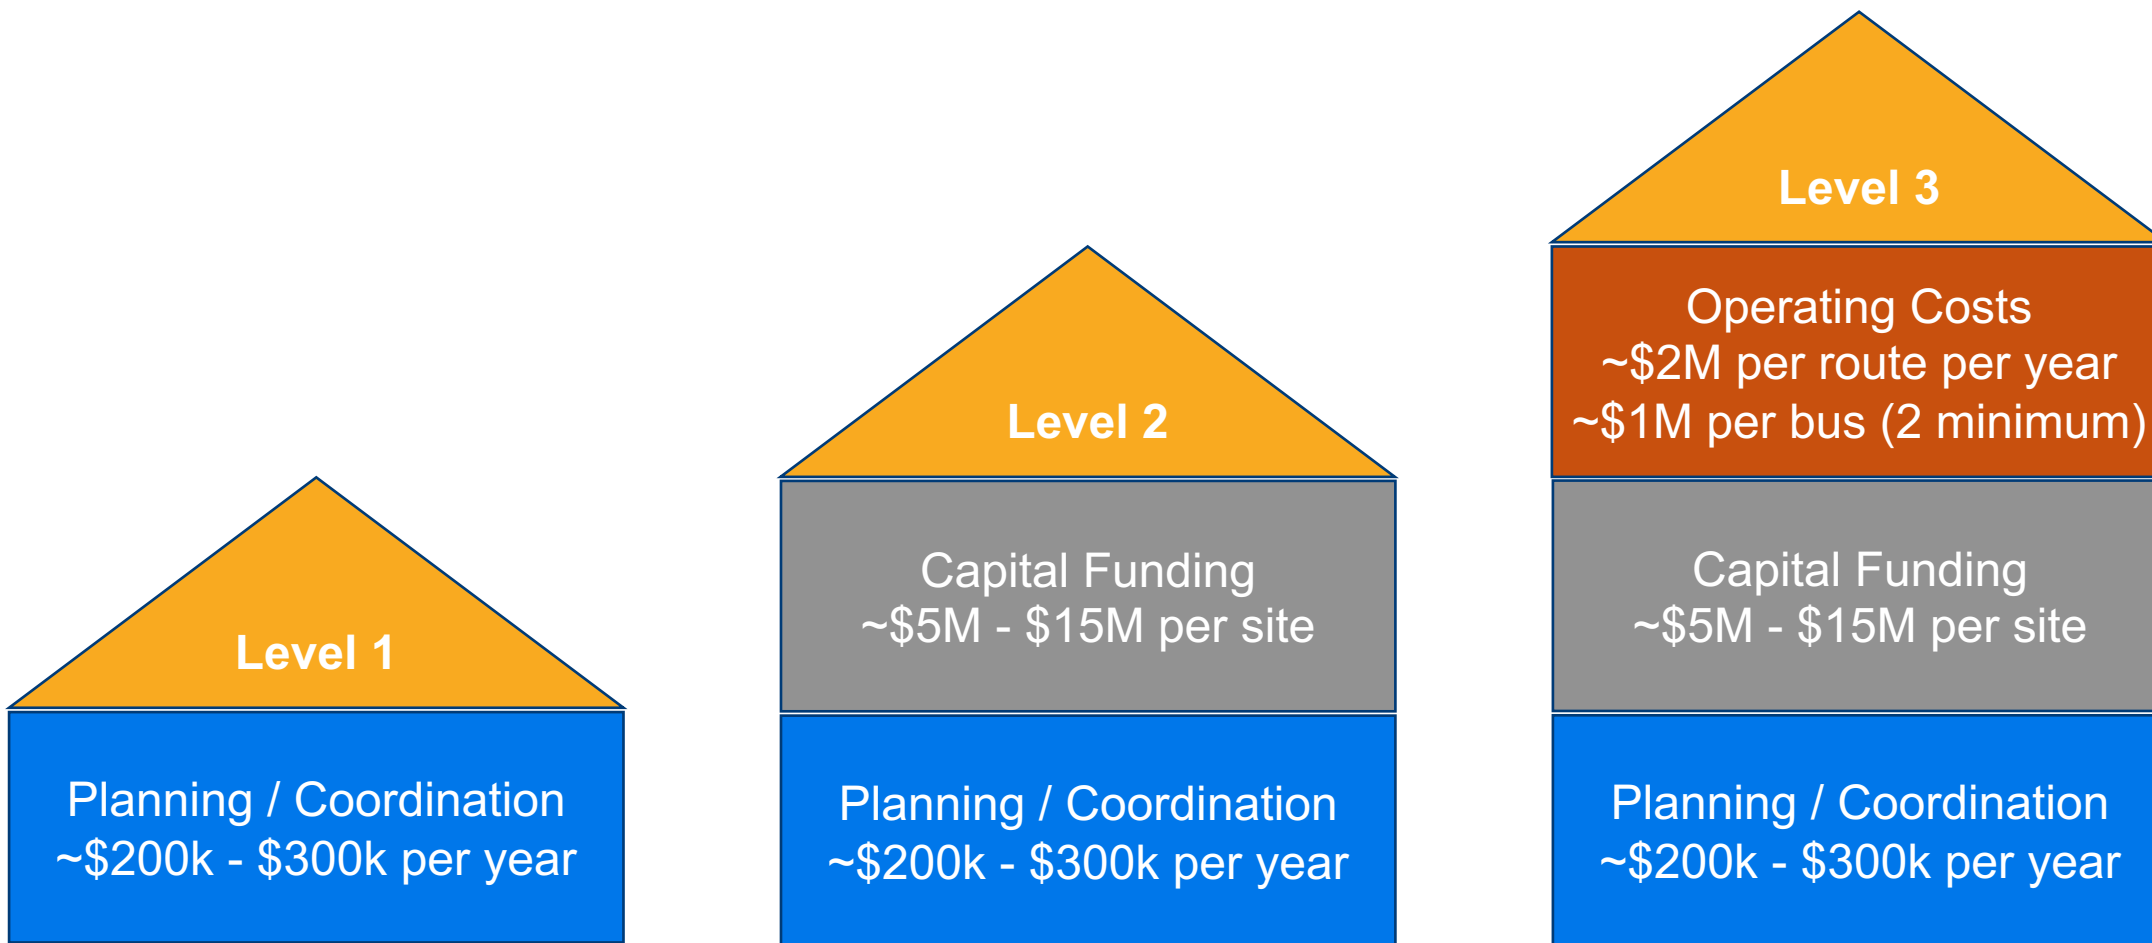 Level 1
Planning / Coordination
~$200k - $300k per year
Level 2
Capital Funding
~$5M - $15M per site
Planning / Coordination
~$200k - $300k per year
Level 3
Operating Costs
~$2M per route per year
~$1M per bus (2 minimum)
Capital Funding
~$5M - $15M per site
Planning / Coordination
~$200k - $300k per year